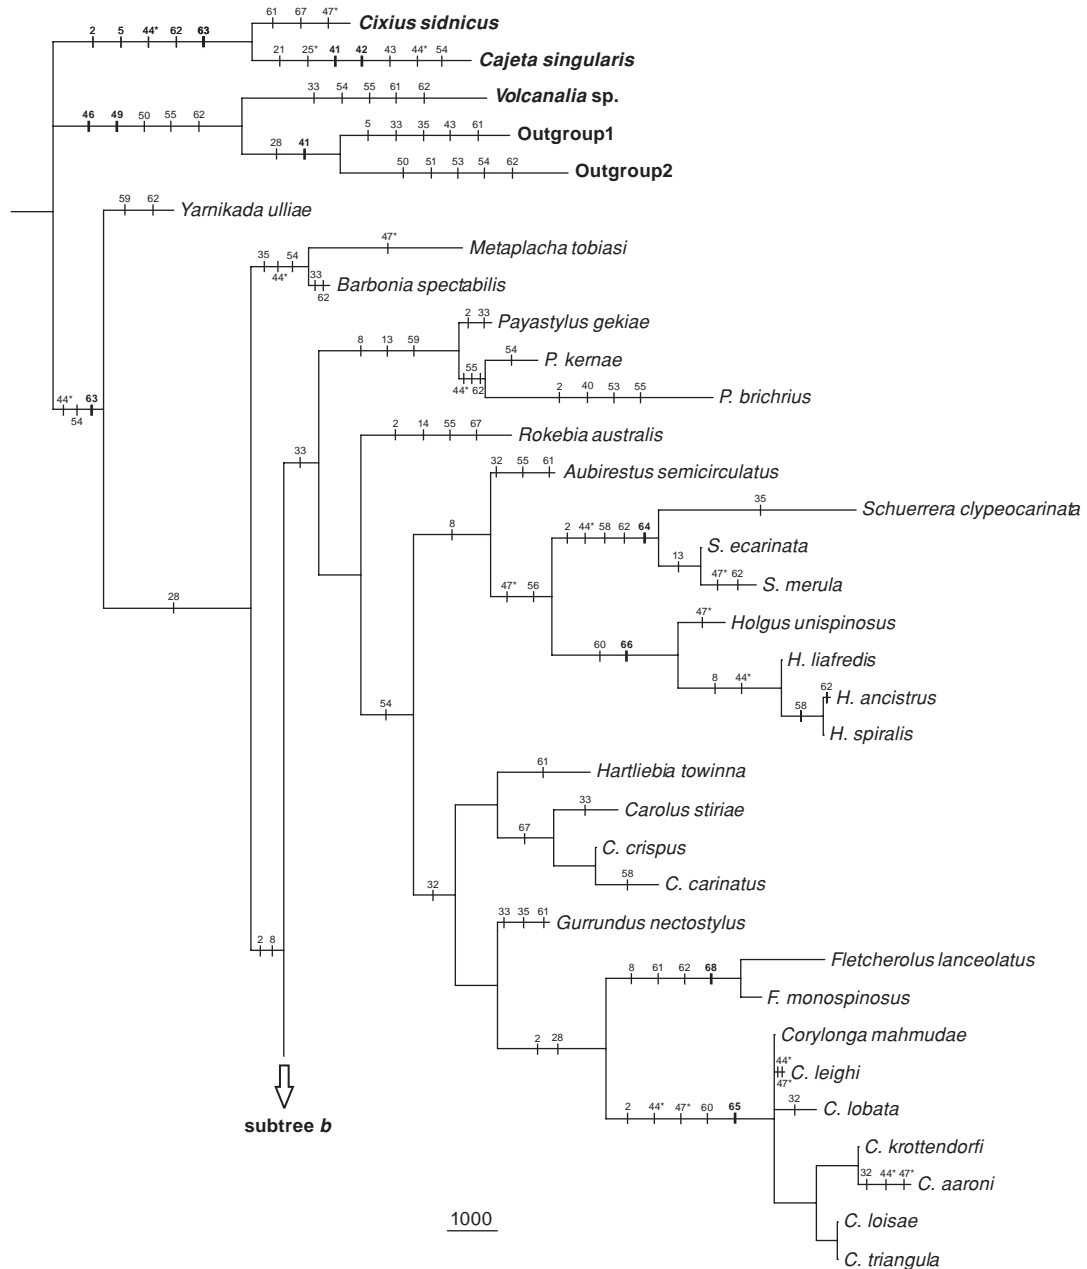 61 67 47*
Cixius sidnicus
2 5 44* 62 63
21 25* 41 42 43 44* 54
Cajeta singularis
33 54 55 61 62
Volcanalia sp.
46 49 50 55 62
5 33 35 43 61
Outgroup1
28 41
50 51 53 54 62
Outgroup2
59 62
Yarnikada ulliae
47*
Metaplacha tobiasi
35 44* 54
33 62
Barbonia spectabilis
2 33
Payastylus gekiae
8 13 59
54
P. kernae
44* 55 62
2 40 53 55
P. brichrius
44* 54 63
33
2 14 55 67
Rokebia australis
32 55 61
Aubirestus semicirculatus
35
Schuerrera clypeocarinata
8
2 44* 58 62 64
S. ecarinata
13
47* 62
S. merula
47* 56
28
47*
Holgus unispinosus
60 66
H. liafredis
8 44*
62
H. ancistrus
58
H. spiralis
54
61
Hartliebia towinna
33
Carolus stiriae
67
C. crispus
58
C. carinatus
32
33 35 61
Gurrundus nectostylus
2 8
Fletcherolus lanceolatus
8 61 62 68
F. monospinosus
2 28
Corylonga mahmudae
44* 47*
C. leighi
32
C. lobata
2 44* 47* 60 65
subtree b
C. krottendorfi
32 44* 47*
C. aaroni
C. loisae
1000
C. triangula